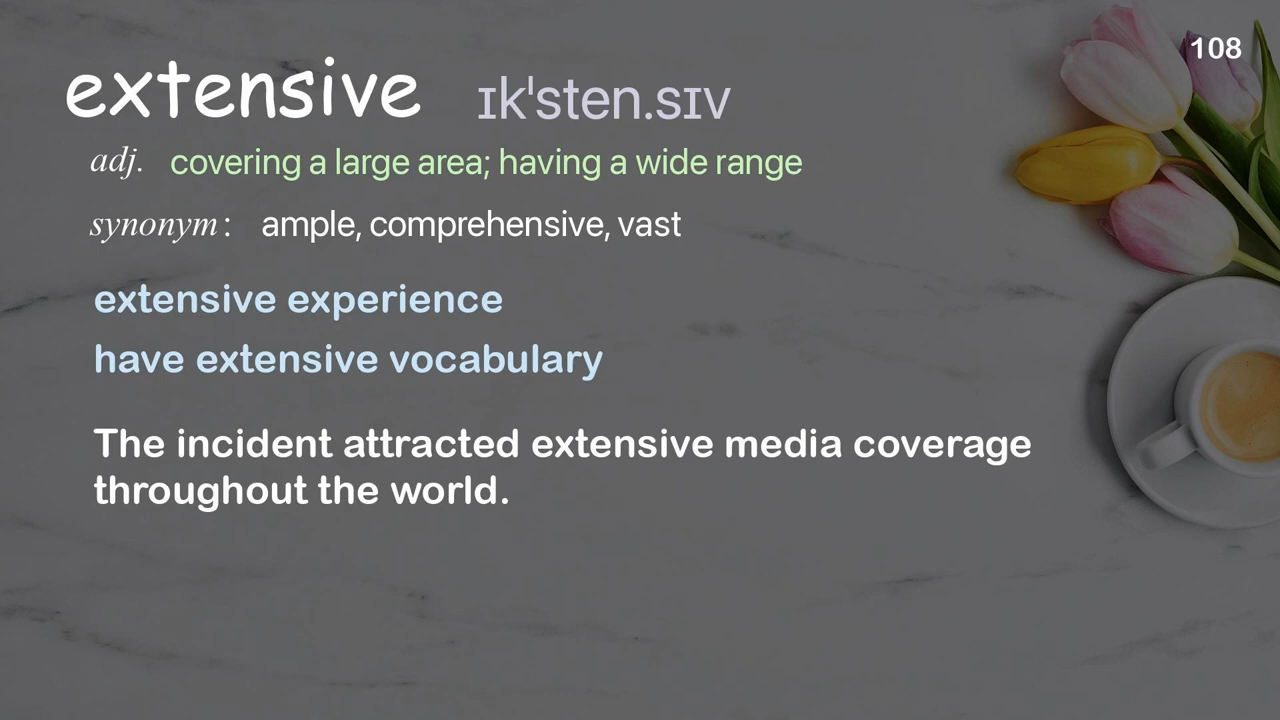 108
extensive ɪkˈsten.sɪv
adj. covering a large area; having a wide range
synonym: ample, comprehensive, vast
extensive experience
have extensive vocabulary
The incident attracted extensive media coverage
throughout the world.